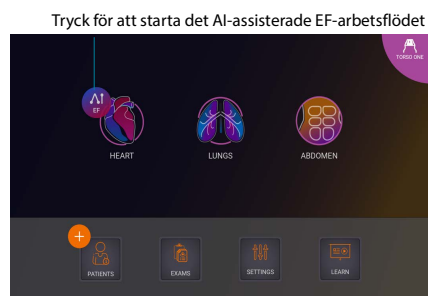 Tryck för att starta det AI-assisterade EF-arbetsflödet
TORSO ONE
EF
HEART
LUNGS
ABDOMEN
PATIENTS
EXAMS
SETTINGS
LEARN